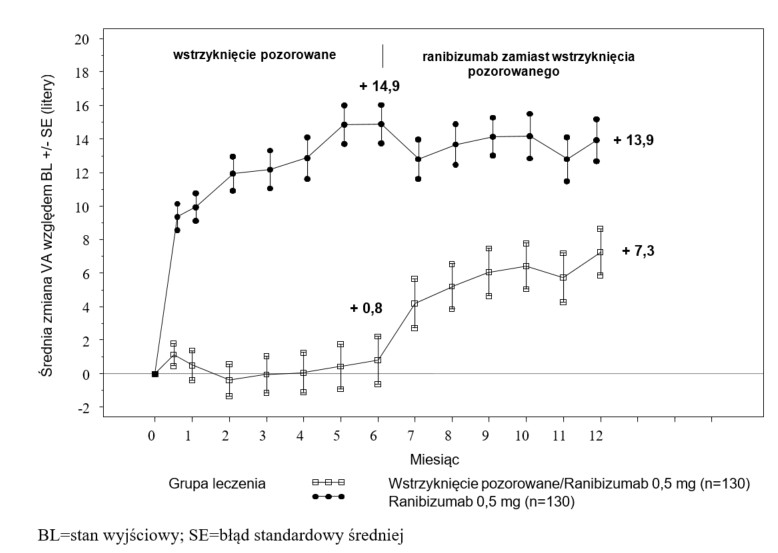 Średnia zmiana VA względem BL +/- SE (litery)
20
18
16
14
12
10
8
6
4
2
0
-2
wstrzyknięcie pozorowane
ranibizumab zamiast wstrzyknięcia
pozorowanego
+ 14,9
+ 13,9
+ 7,3
+ 0,8
0 1 2 3 4 5 6 7 8 9 10 11 12
Miesiąc
Grupa leczenia
Wstrzyknięcie pozorowane/Ranibizumab 0,5 mg (n=130)
Ranibizumab 0,5 mg (n=130)
BL=stan wyjściowy; SE=błąd standardowy średniej